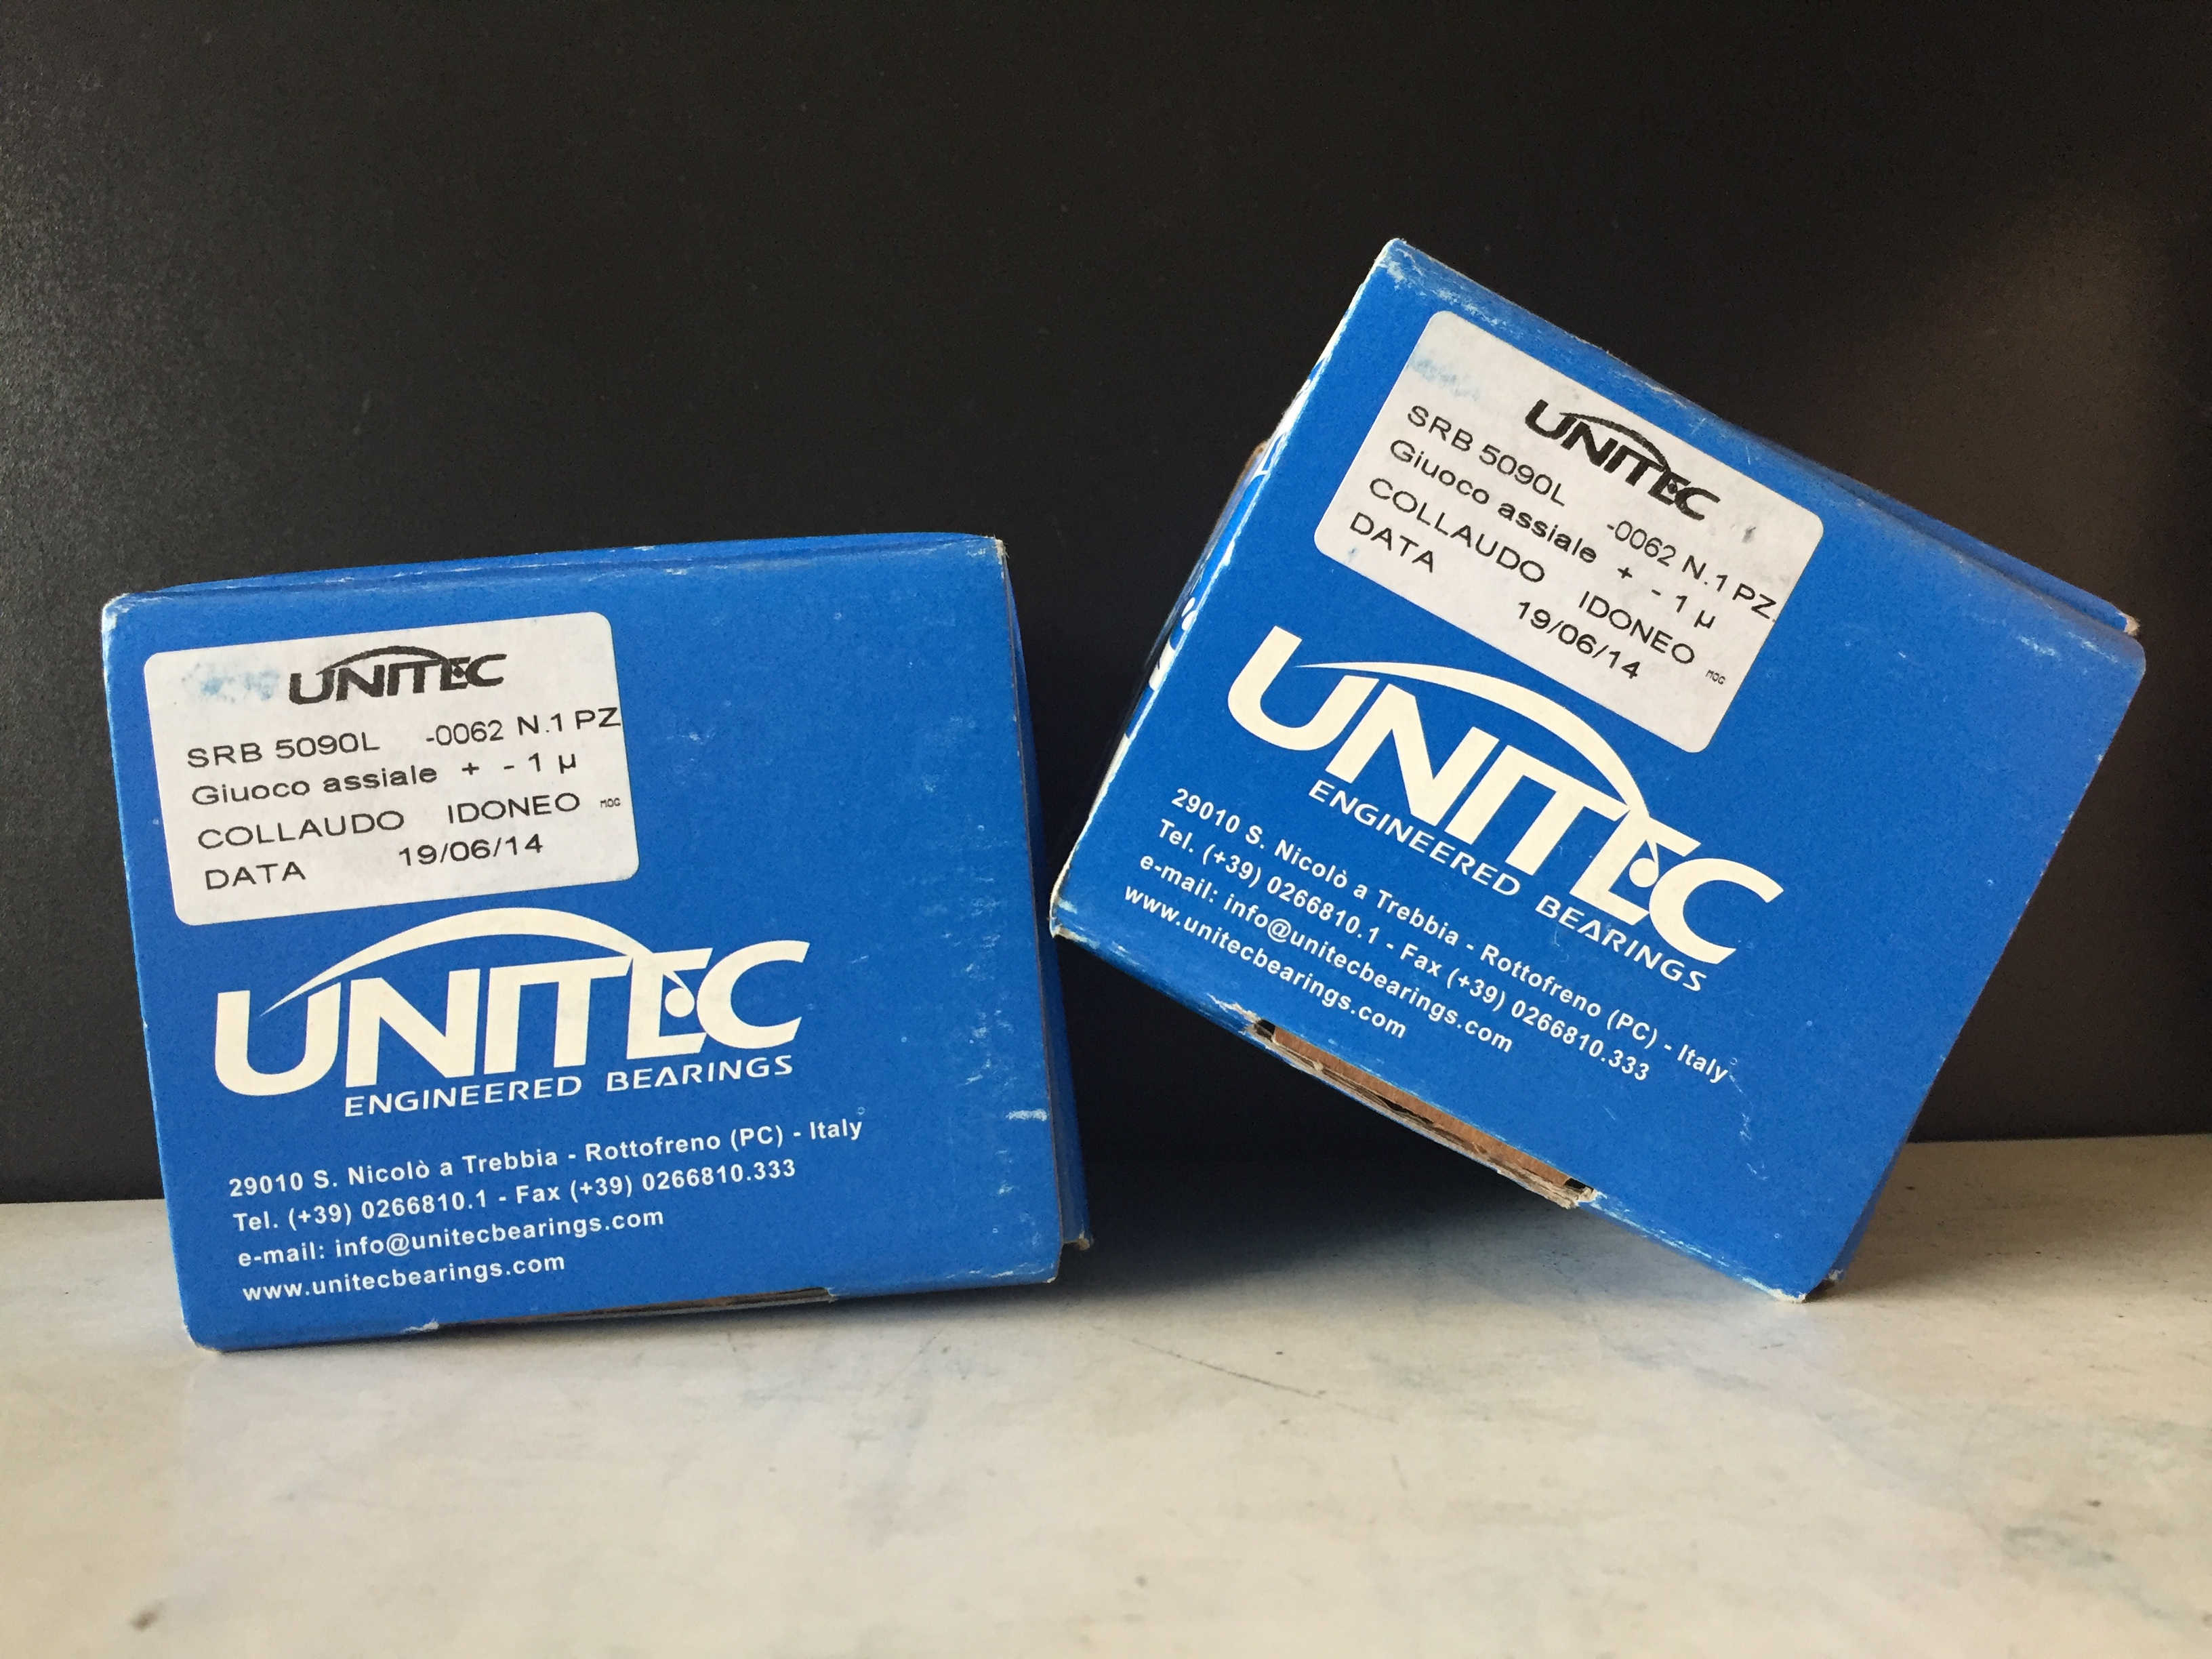 UNITEC
SRB 5090L -0062 N.1 PZ
Giuoco assiale + - 1 µ
COLLAUDO IDONEO MOC
DATA 19/06/14
UNITEC
ENGINEERED BEARINGS
29010 S. Nicolò a Trebbia - Rottofreno (PC) - Italy
Tel. (+39) 0266810.1 - Fax (+39) 0266810.333
e-mail: info@unitecbearings.com
www.unitecbearings.com
UNITEC
SRB 5090L -0062 N.1 PZ.
Giuoco assiale + - 1 µ
COLLAUDO IDONEO MOC
DATA 19/06/14
UNITEC
ENGINEERED BEARINGS
29010 S. Nicolò a Trebbia - Rottofreno (PC) - Italy
Tel. (+39) 0266810.1 - Fax (+39) 0266810.333
e-mail: info@unitecbearings.com
www.unitecbearings.com